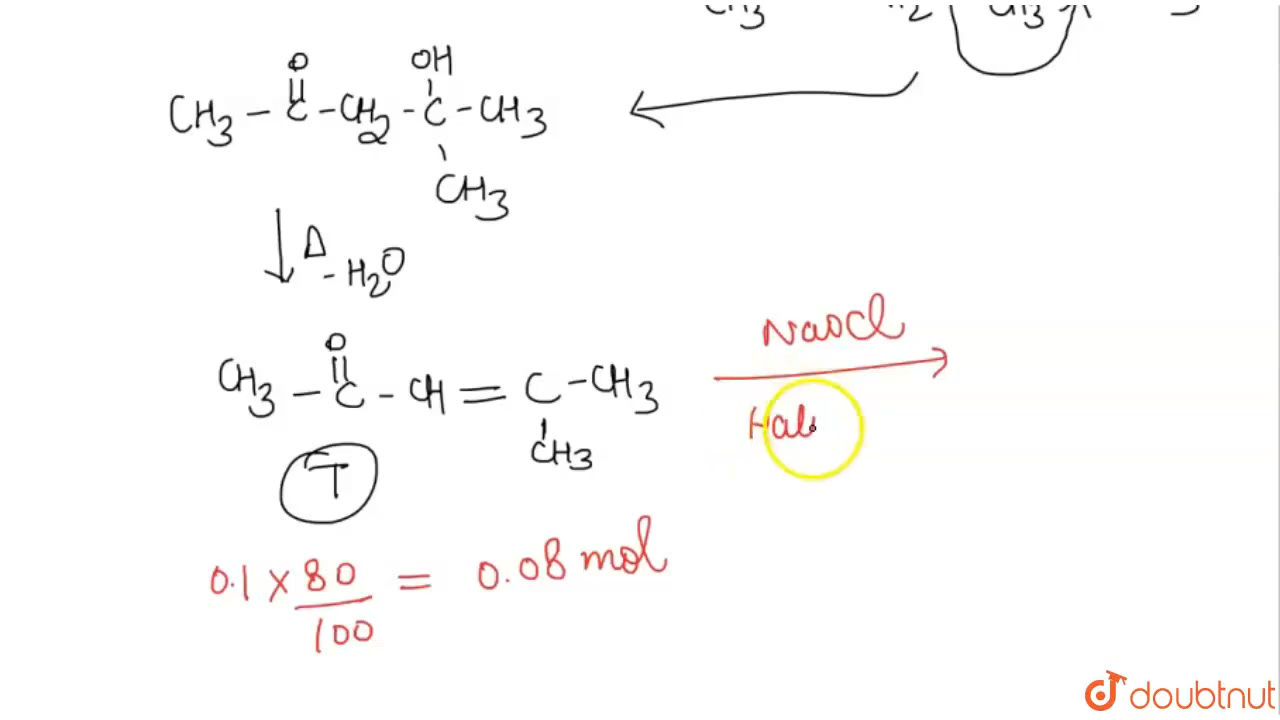 O OH
CH3 - C - CH2 - C - CH3
CH3
Δ
- H2O
NaOCl
O
CH3 - C - CH = C - CH3
Hal
CH3
T
0.1 x 80 = 0.08 mol
100
doubtnut